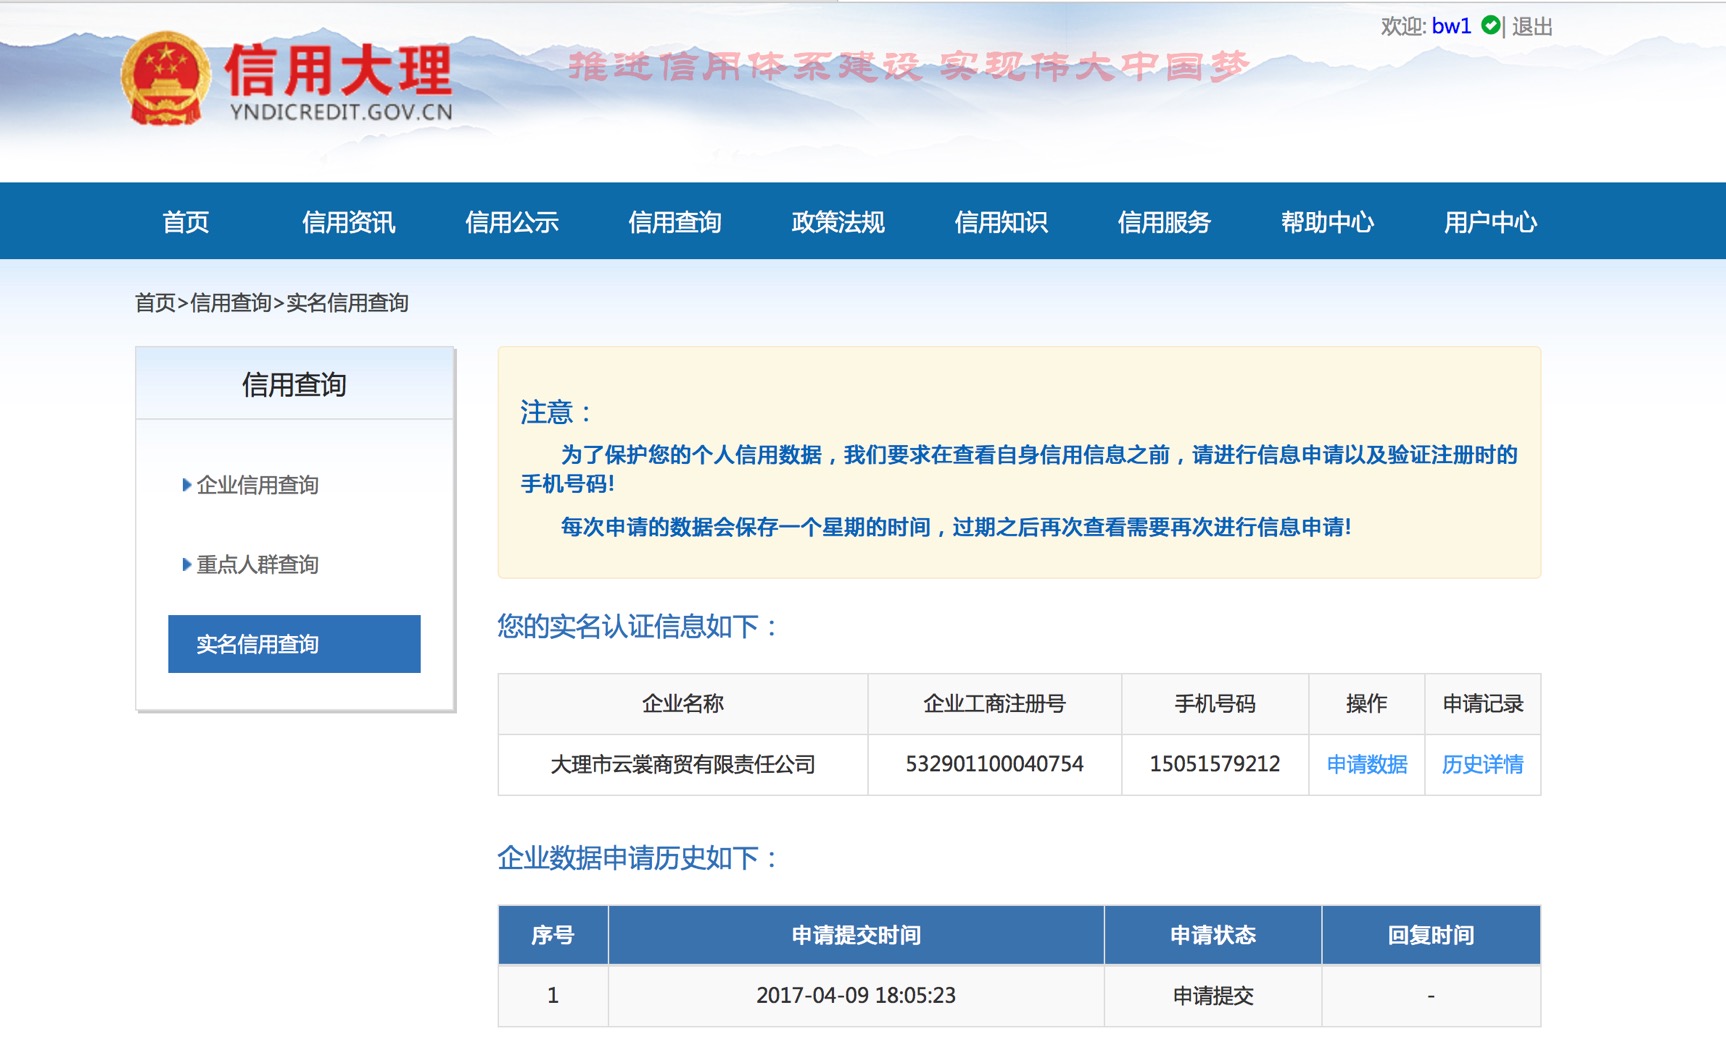 欢迎: bw1 | 退出
信用大理
YNDICREDIT.GOV.CN
推进信用体系建设 实现伟大中国梦
首页 信用资讯 信用公示 信用查询 政策法规 信用知识 信用服务 帮助中心 用户中心
首页>信用查询>实名信用查询
信用查询
企业信用查询
重点人群查询
实名信用查询
注意：
为了保护您的个人信用数据，我们要求在查看自身信用信息之前，请进行信息申请以及验证注册时的
手机号码!
每次申请的数据会保存一个星期的时间，过期之后再次查看需要再次进行信息申请!
您的实名认证信息如下：
企业名称 企业工商注册号 手机号码 操作 申请记录
大理市云裳商贸有限责任公司 532901100040754 15051579212 申请数据 历史详情
企业数据申请历史如下：
序号 申请提交时间 申请状态 回复时间
1 2017-04-09 18:05:23 申请提交 -